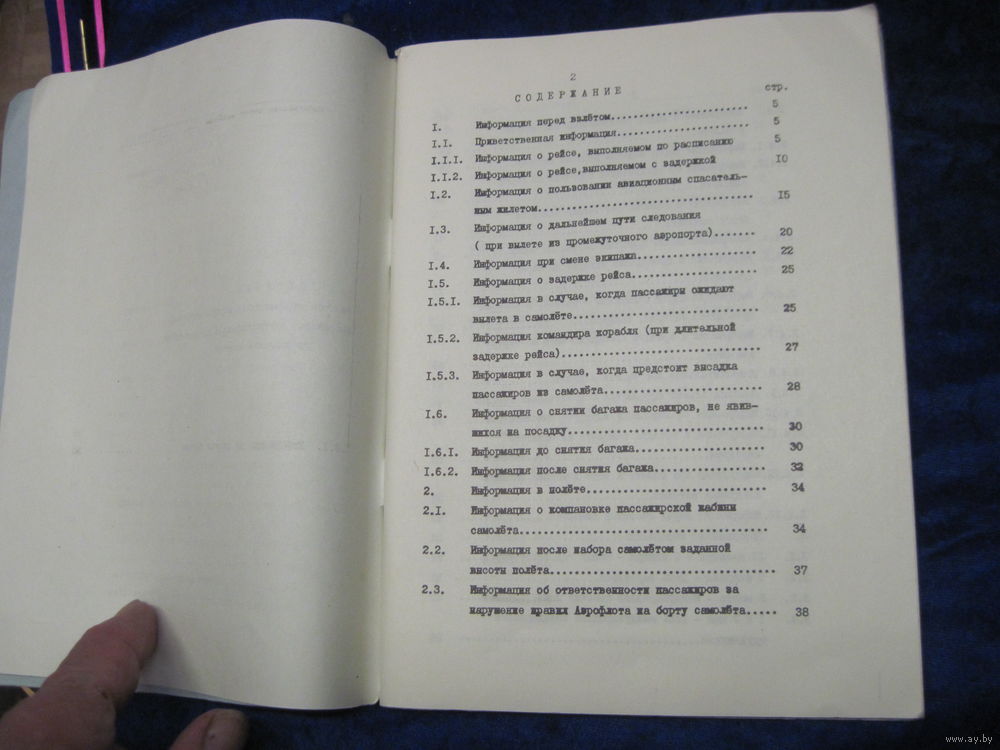 2
СОДЕРЖАНИЕ стр.
I. Информация перед вылётом........................ 5
I.I. Приветственная информация....................... 5
I.I.I. Информация о рейсе, выполняемом по расписанию 5
I.I.2. Информация о рейсе,выполняемом с задержкой I0
I.2. Информация о пользовании авиационным спасатель-
ным жилетом..................................... I5
I.3. Информация о дальнейшем пути следования
( при вылете из промежуточного аэропорта)....... 20
I.4. Информация при смене экипажа.................... 22
I.5. Информация о задержке рейса..................... 25
I.5.I. Информация в случае, когда пассажиры ожидают
вылета в самолёте............................... 25
I.5.2. Информация командира корабля (при длительной
задержке рейса)................................. 27
I.5.3. Информация в случае, когда предстоит высадка
пассажиров из самолёта.......................... 28
I.6. Информация о снятии багажа пассажиров, не явив-
шихся на посадку................................ 30
I.6.I. Информация до снятия багажа..................... 30
I.6.2. Информация после снятия багажа.................. 32
2. Информация в полёте............................. 34
2.I. Информация о компановке пассажирской кабины
самолёта........................................ 34
2.2. Информация после набора самолётом заданной
высоты полёта................................... 37
2.3. Информация об ответственности пассажиров за
нарушение правил Аэрофлота на борту самолёта..... 38
www.ay.by